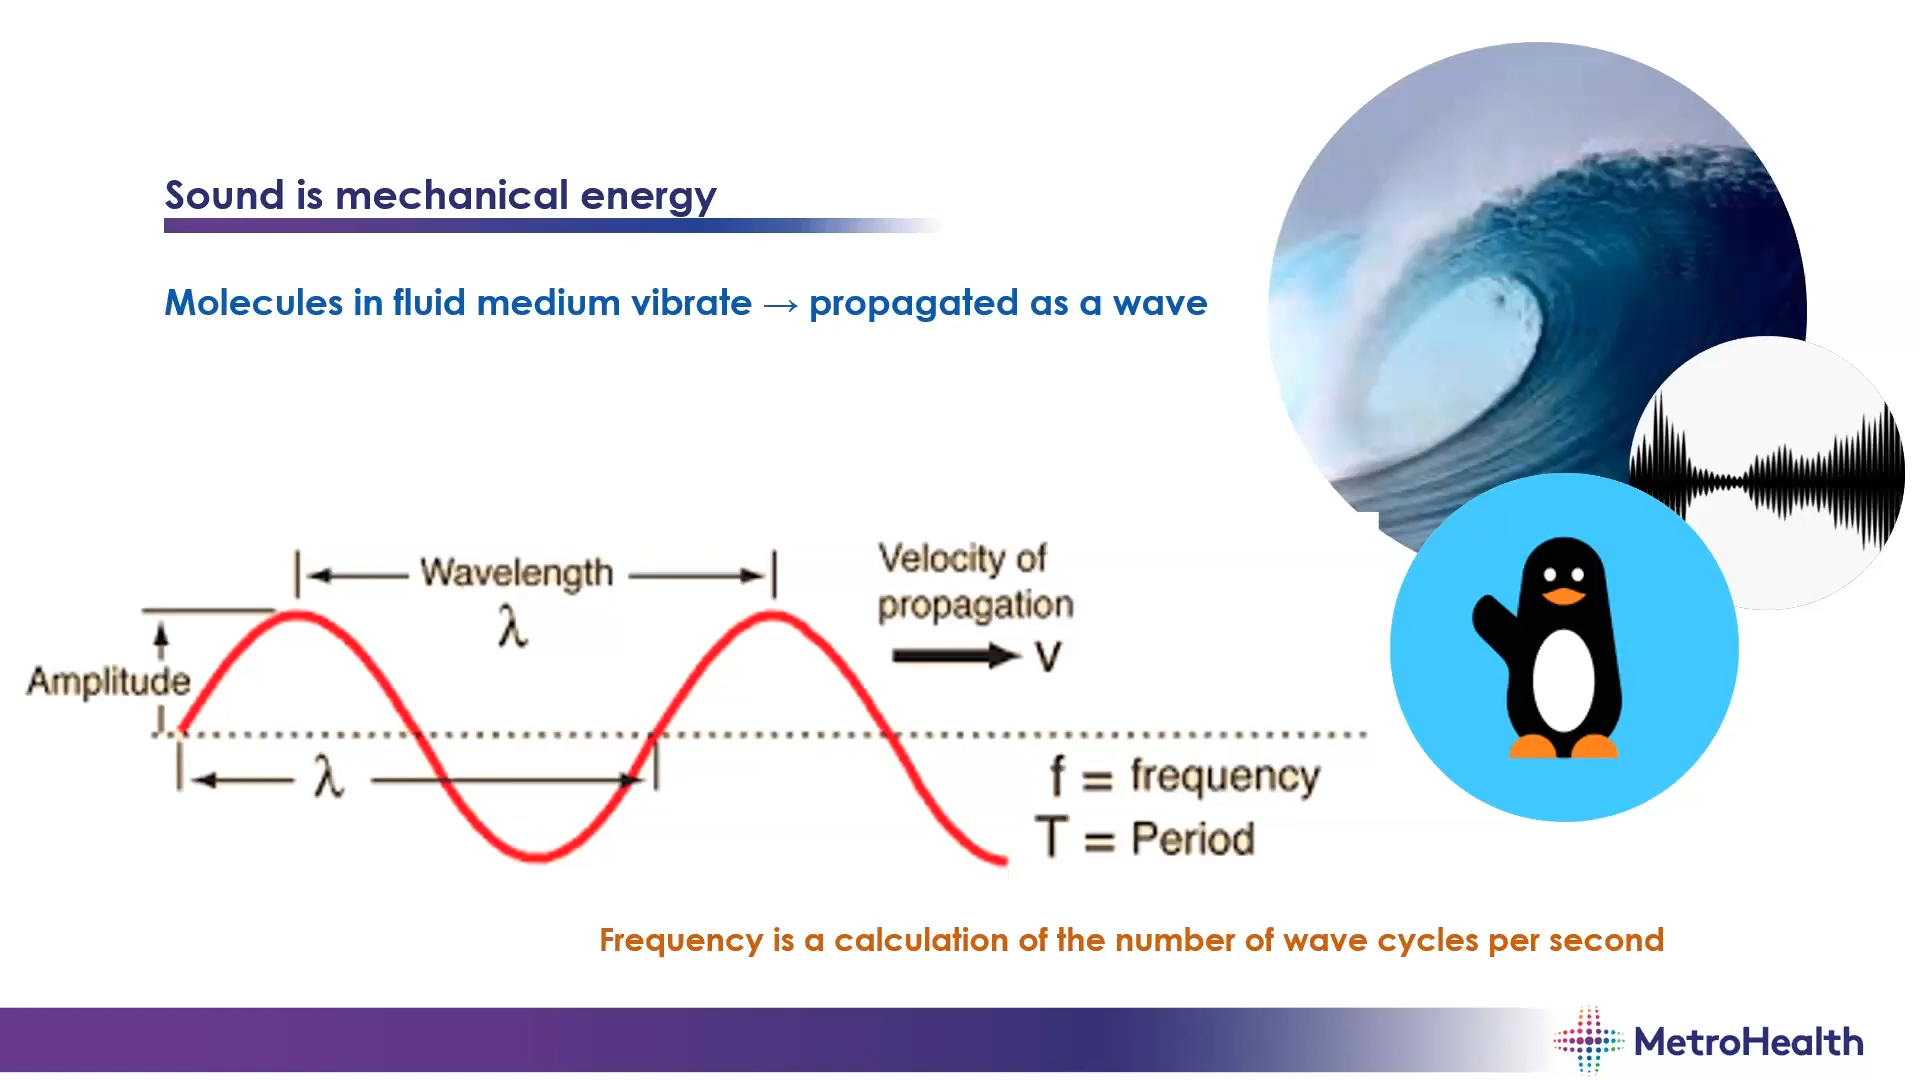 Sound is mechanical energy
Molecules in fluid medium vibrate → propagated as a wave
Wavelength
λ
Velocity of
propagation
v
Amplitude
λ
f = frequency
T = Period
Frequency is a calculation of the number of wave cycles per second
MetroHealth